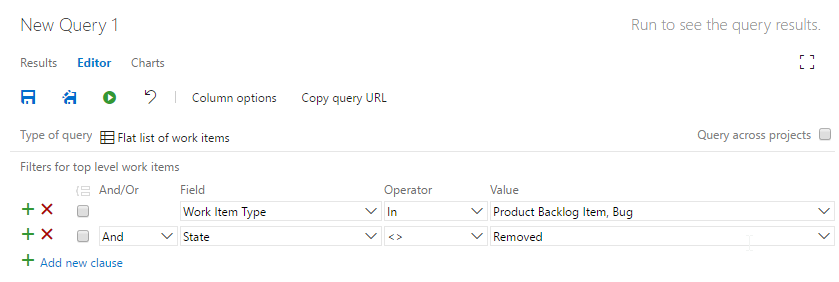 New Query 1
Run to see the query results.
Results Editor Charts
Column options Copy query URL
Type of query Flat list of work items Query across projects
Filters for top level work items
And/Or Field Operator Value
Work Item Type In Product Backlog Item, Bug
And State <> Removed
Add new clause